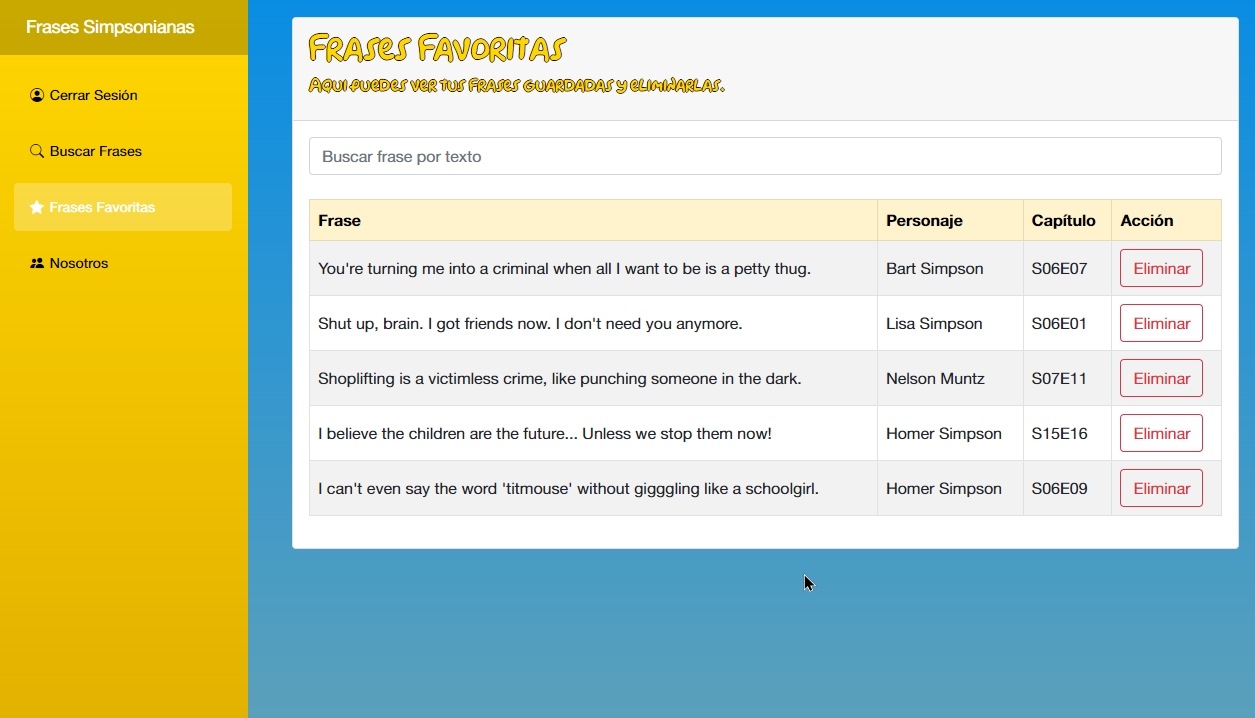 Frases Simpsonianas
Cerrar Sesión
Buscar Frases
Frases Favoritas
Nosotros
Frases Favoritas
Aqui puedes ver tus frases guardadas y eliminarlas.
Buscar frase por texto
Frase Personaje Capítulo Acción
You're turning me into a criminal when all I want to be is a petty thug. Bart Simpson S06E07 Eliminar
Shut up, brain. I got friends now. I don't need you anymore. Lisa Simpson S06E01 Eliminar
Shoplifting is a victimless crime, like punching someone in the dark. Nelson Muntz S07E11 Eliminar
I believe the children are the future... Unless we stop them now! Homer Simpson S15E16 Eliminar
I can't even say the word 'titmouse' without gigggling like a schoolgirl. Homer Simpson S06E09 Eliminar